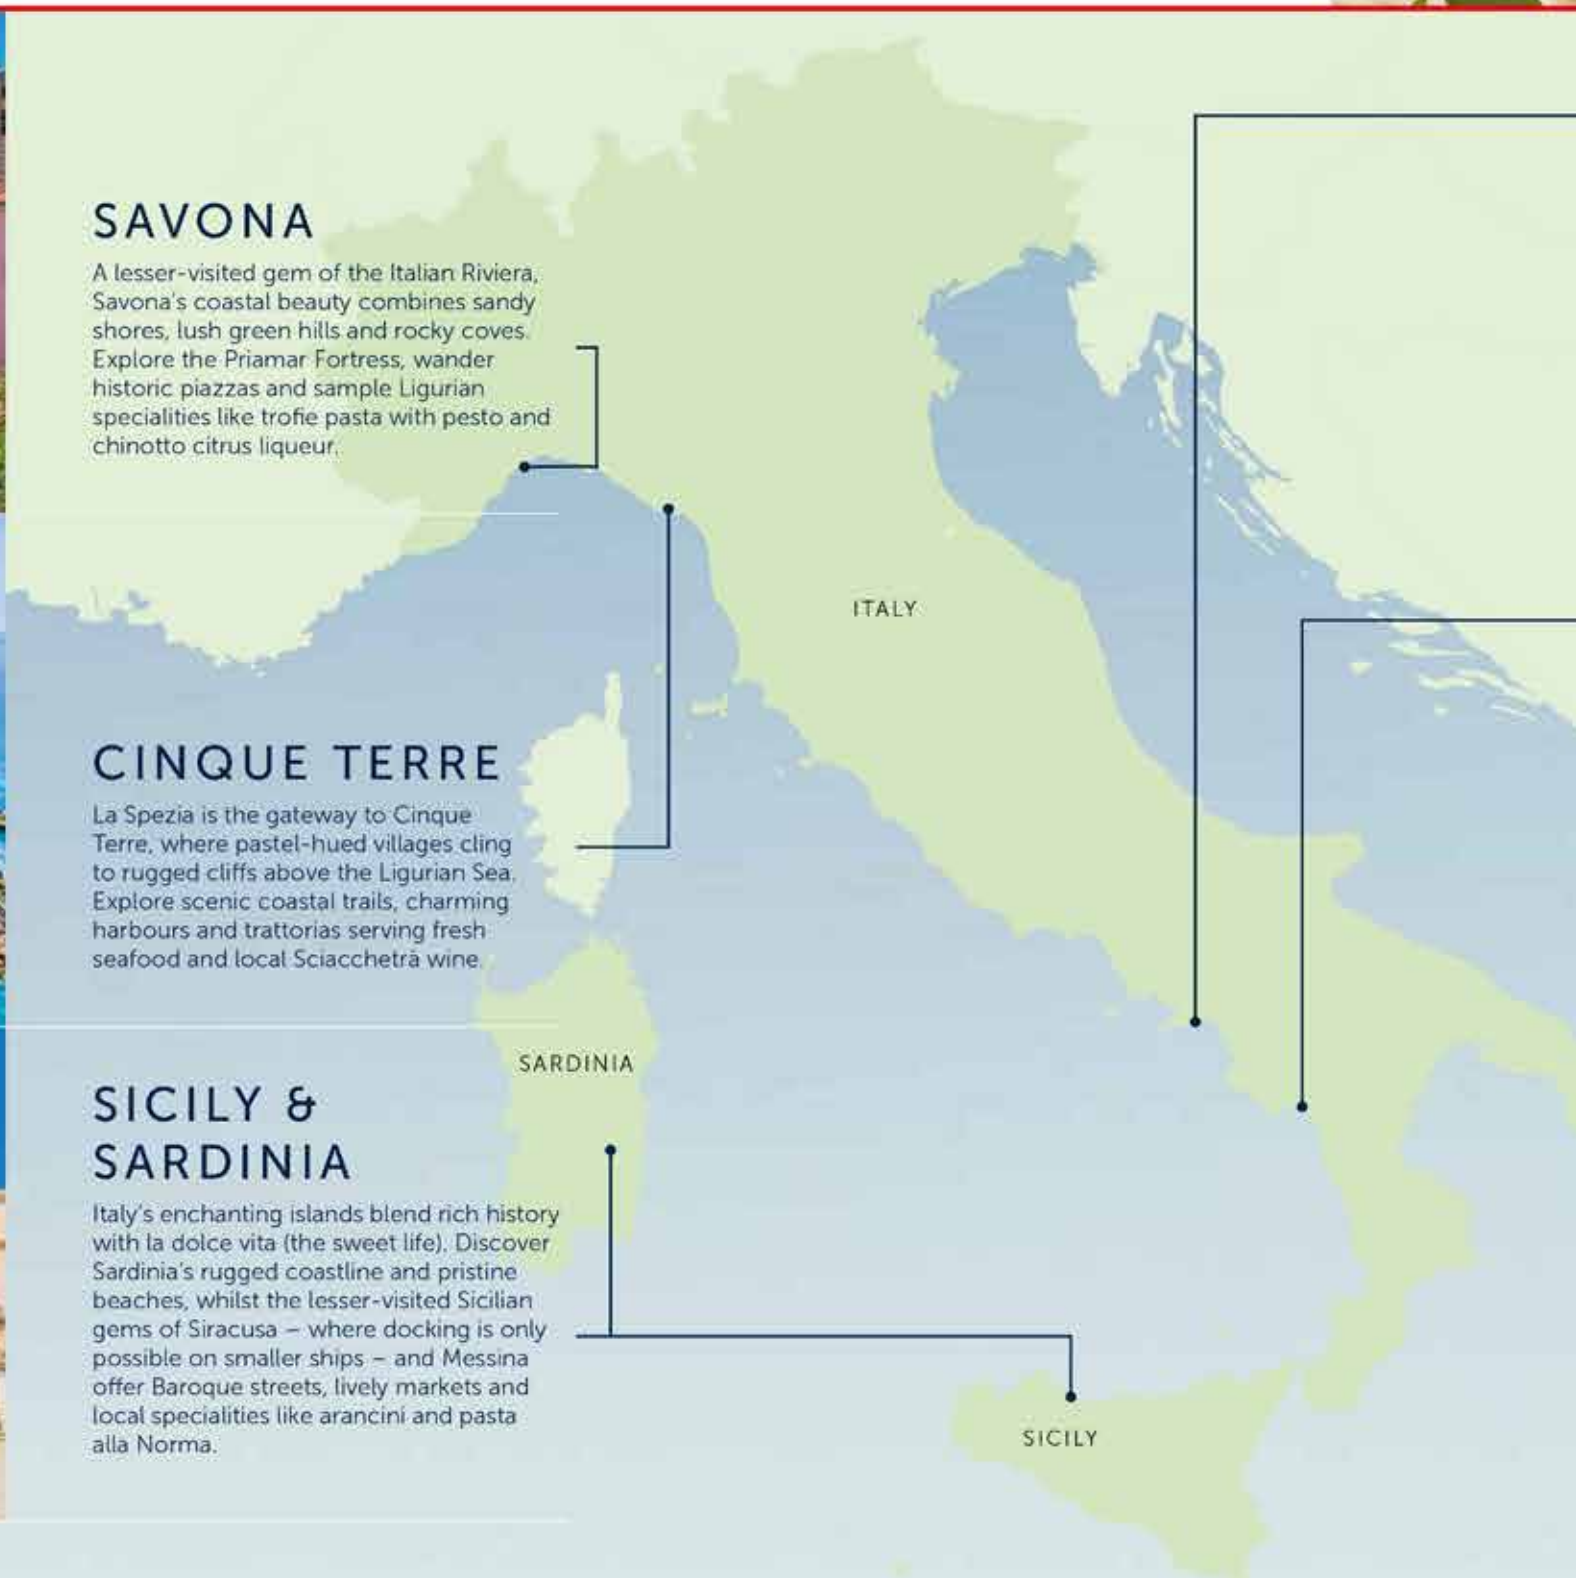 SAVONA
A lesser-visited gem of the Italian Riviera,
Savona's coastal beauty combines sandy
shores, lush green hills and rocky coves.
Explore the Priamar Fortress, wander
historic piazzas and sample Ligurian
specialities like trofie pasta with pesto and
chinotto citrus liqueur.
ITALY
CINQUE TERRE
La Spezia is the gateway to Cinque
Terre, where pastel-hued villages cling
to rugged cliffs above the Ligurian Sea.
Explore scenic coastal trails, charming
harbours and trattorias serving fresh
seafood and local Sciacchetrà wine.
SARDINIA
SICILY &
SARDINIA
Italy's enchanting islands blend rich history
with la dolce vita (the sweet life). Discover
Sardinia's rugged coastline and pristine
beaches, whilst the lesser-visited Sicilian
gems of Siracusa – where docking is only
possible on smaller ships – and Messina
offer Baroque streets, lively markets and
local specialities like arancini and pasta
alla Norma.
SICILY